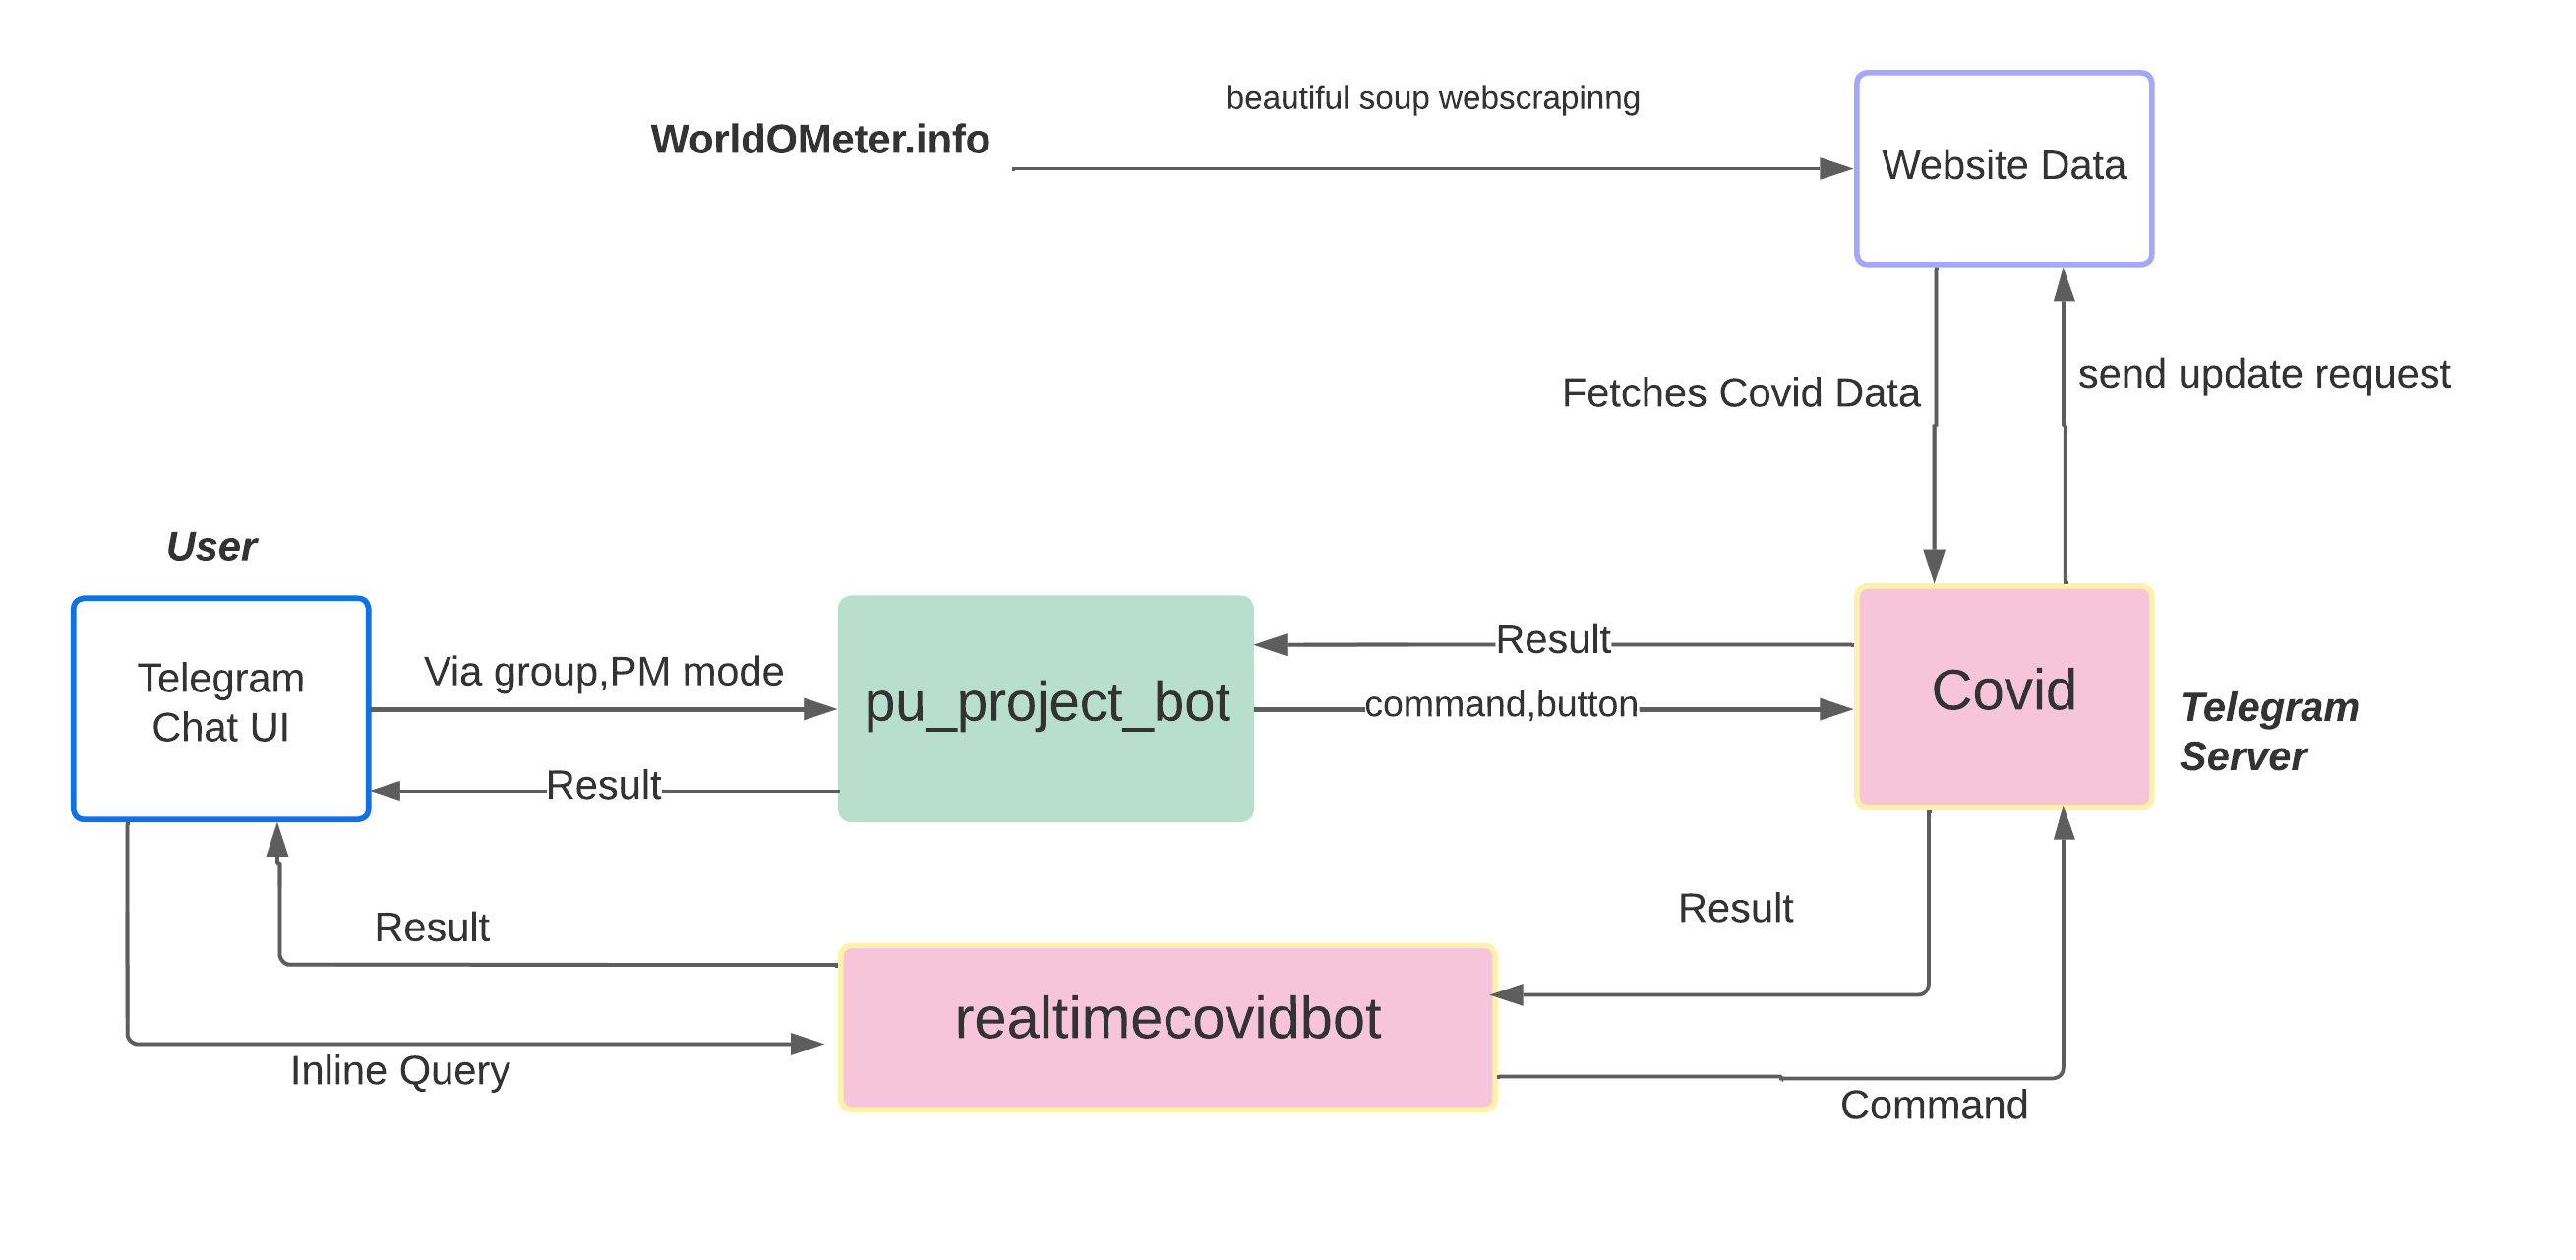 beautiful soup webscrapinng
WorldOMeter.info
Website Data
Fetches Covid Data
send update request
User
Telegram
Chat UI
Via group,PM mode
Result
pu_project_bot
Result
command,button
Covid
Telegram
Server
Result
Inline Query
realtimecovidbot
Result
Command